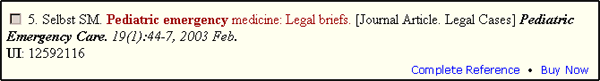 5. Selbst SM. Pediatric emergency medicine: Legal briefs. [Journal Article. Legal Cases] Pediatric
Emergency Care. 19(1):44-7, 2003 Feb.
UI: 12592116
Complete Reference • Buy Now